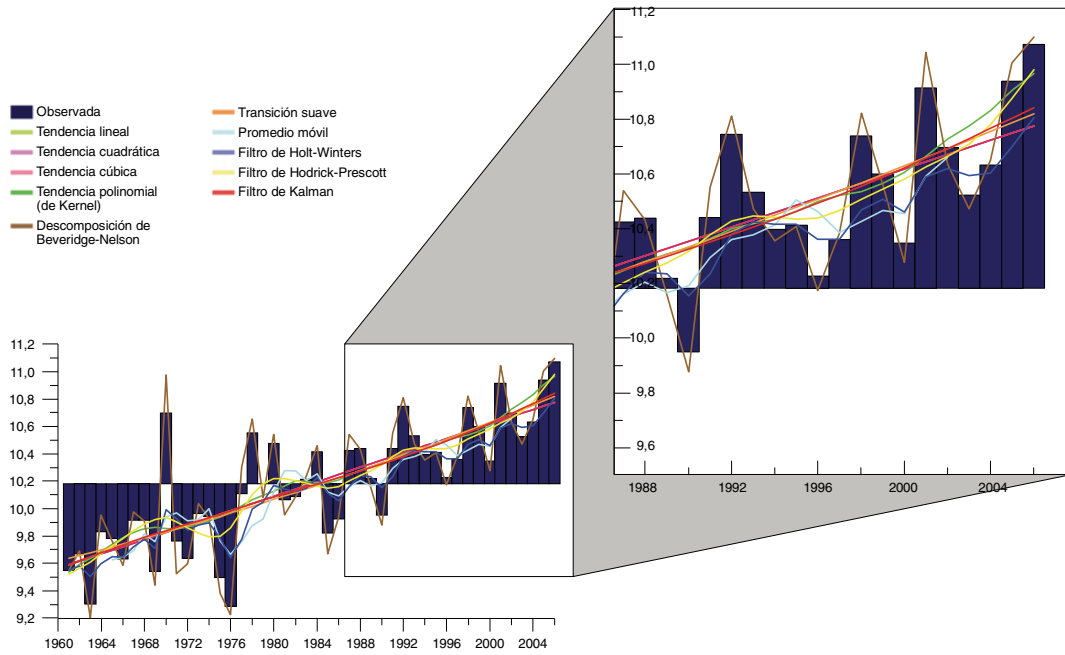 Observada
Tendencia lineal
Tendencia cuadrática
Tendencia cúbica
Tendencia polinomial
(de Kernel)
Descomposición de
Beveridge-Nelson
Transición suave
Promedio móvil
Filtro de Holt-Winters
Filtro de Hodrick-Prescott
Filtro de Kalman
11,2
11,0
10,8
10,6
10,4
10,2
10,0
9,8
9,6
1988 1992 1996 2000 2004
11,2
11,0
10,8
10,6
10,4
10,2
10,0
9,8
9,6
9,4
9,2
1960 1964 1968 1972 1976 1980 1984 1988 1992 1996 2000 2004